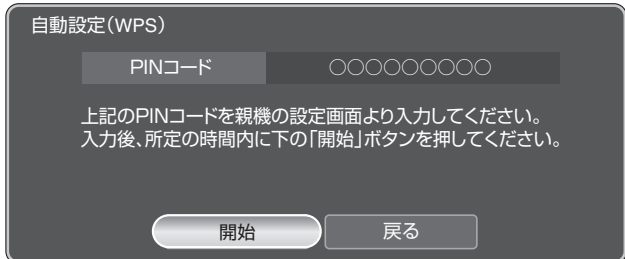 自動設定(WPS)
PINコード ○○○○○○○○○
上記のPINコードを親機の設定画面より入力してください。
入力後、所定の時間内に下の「開始」ボタンを押してください。
開始 戻る